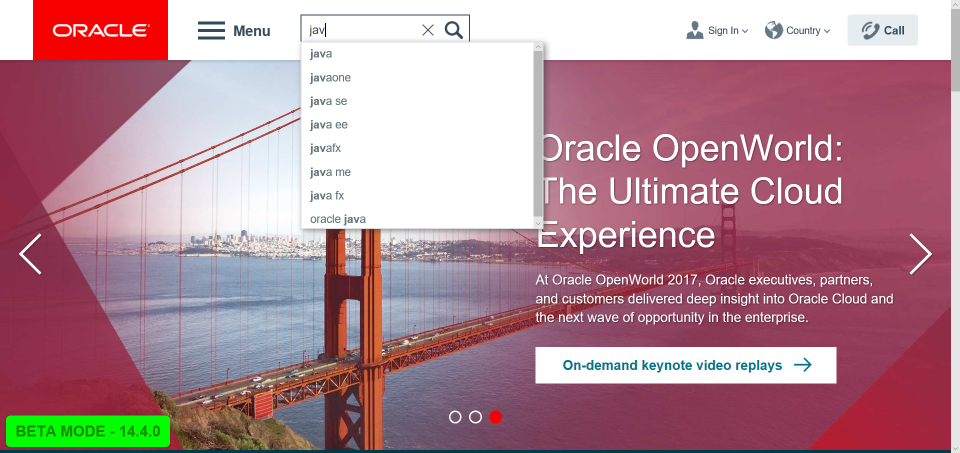 ORACLE
Menu
jav
Sign In
Country
Call
java
javaone
java se
java ee
javafx
java me
java fx
oracle java
Oracle OpenWorld:
The Ultimate Cloud
Experience
At Oracle OpenWorld 2017, Oracle executives, partners,
and customers delivered deep insight into Oracle Cloud and
the next wave of opportunity in the enterprise.
On-demand keynote video replays
BETA MODE - 14.4.0